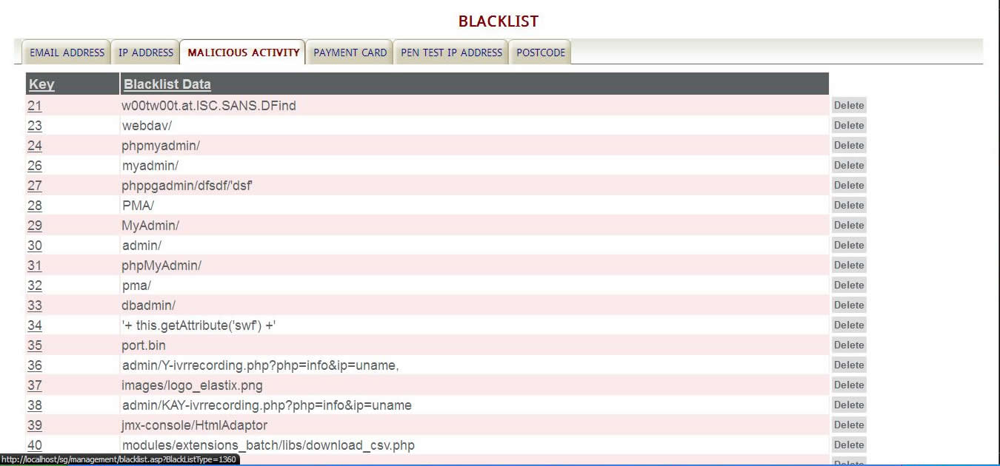 BLACKLIST
EMAIL ADDRESS IP ADDRESS MALICIOUS ACTIVITY PAYMENT CARD PEN TEST IP ADDRESS POSTCODE
Key Blacklist Data
21 w00tw00t.at.ISC.SANS.DFind Delete
23 webdav/ Delete
24 phpmyadmin/ Delete
26 myadmin/ Delete
27 phppgadmin/dfsdf/'dsf' Delete
28 PMA/ Delete
29 MyAdmin/ Delete
30 admin/ Delete
31 phpMyAdmin/ Delete
32 pma/ Delete
33 dbadmin/ Delete
34 '+ this.getAttribute('swf') +' Delete
35 port.bin Delete
36 admin/Y-ivrrecording.php?php=info&ip=uname, Delete
37 images/logo_elastix.png Delete
38 admin/KAY-ivrrecording.php?php=info&ip=uname Delete
39 jmx-console/HtmlAdaptor Delete
40 modules/extensions_batch/libs/download_csv.php Delete
http://localhost/sg/management/blacklist.asp?BlackListType=1360 Delete